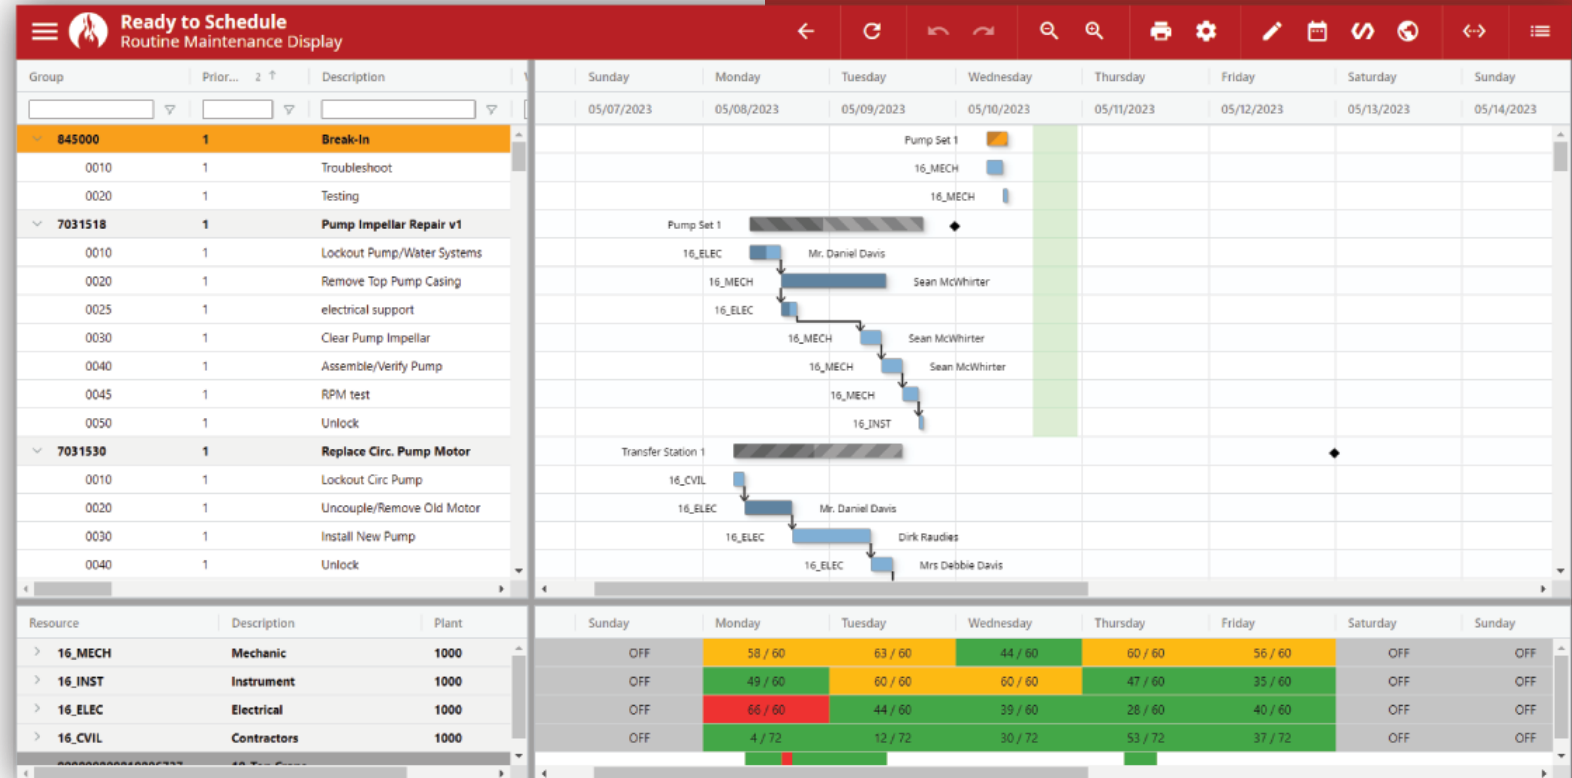 Ready to Schedule
Routine Maintenance Display
Group Prior... 2 Description
Sunday Monday Tuesday Wednesday Thursday Friday Saturday Sunday
05/07/2023 05/08/2023 05/09/2023 05/10/2023 05/11/2023 05/12/2023 05/13/2023 05/14/2023
845000 1 Break-In Pump Set 1
0010 1 Troubleshoot 16_MECH
0020 1 Testing 16_MECH
7031518 1 Pump Impellar Repair v1 Pump Set 1
0010 1 Lockout Pump/Water Systems 16_ELEC Mr. Daniel Davis
0020 1 Remove Top Pump Casing 16_MECH Sean McWhirter
0025 1 electrical support 16_ELEC
0030 1 Clear Pump Impellar 16_MECH Sean McWhirter
0040 1 Assemble/Verify Pump 16_MECH Sean McWhirter
0045 1 RPM test 16_MECH
0050 1 Unlock 16_INST
7031530 1 Replace Circ. Pump Motor Transfer Station 1
0010 1 Lockout Circ Pump 16_CVIL
0020 1 Uncouple/Remove Old Motor 16_ELEC Mr. Daniel Davis
0030 1 Install New Pump 16_ELEC Dirk Raudies
0040 1 Unlock 16_ELEC Mrs Debbie Davis
Resource Description Plant Sunday Monday Tuesday Wednesday Thursday Friday Saturday Sunday
16_MECH Mechanic 1000 OFF 58 / 60 63 / 60 44 / 60 60 / 60 56 / 60 OFF OFF
16_INST Instrument 1000 OFF 49 / 60 60 / 60 60 / 60 47 / 60 35 / 60 OFF OFF
16_ELEC Electrical 1000 OFF 66 / 60 44 / 60 39 / 60 28 / 60 40 / 60 OFF OFF
16_CVIL Contractors 1000 OFF 4 / 72 12 / 72 30 / 72 53 / 72 37 / 72 OFF OFF